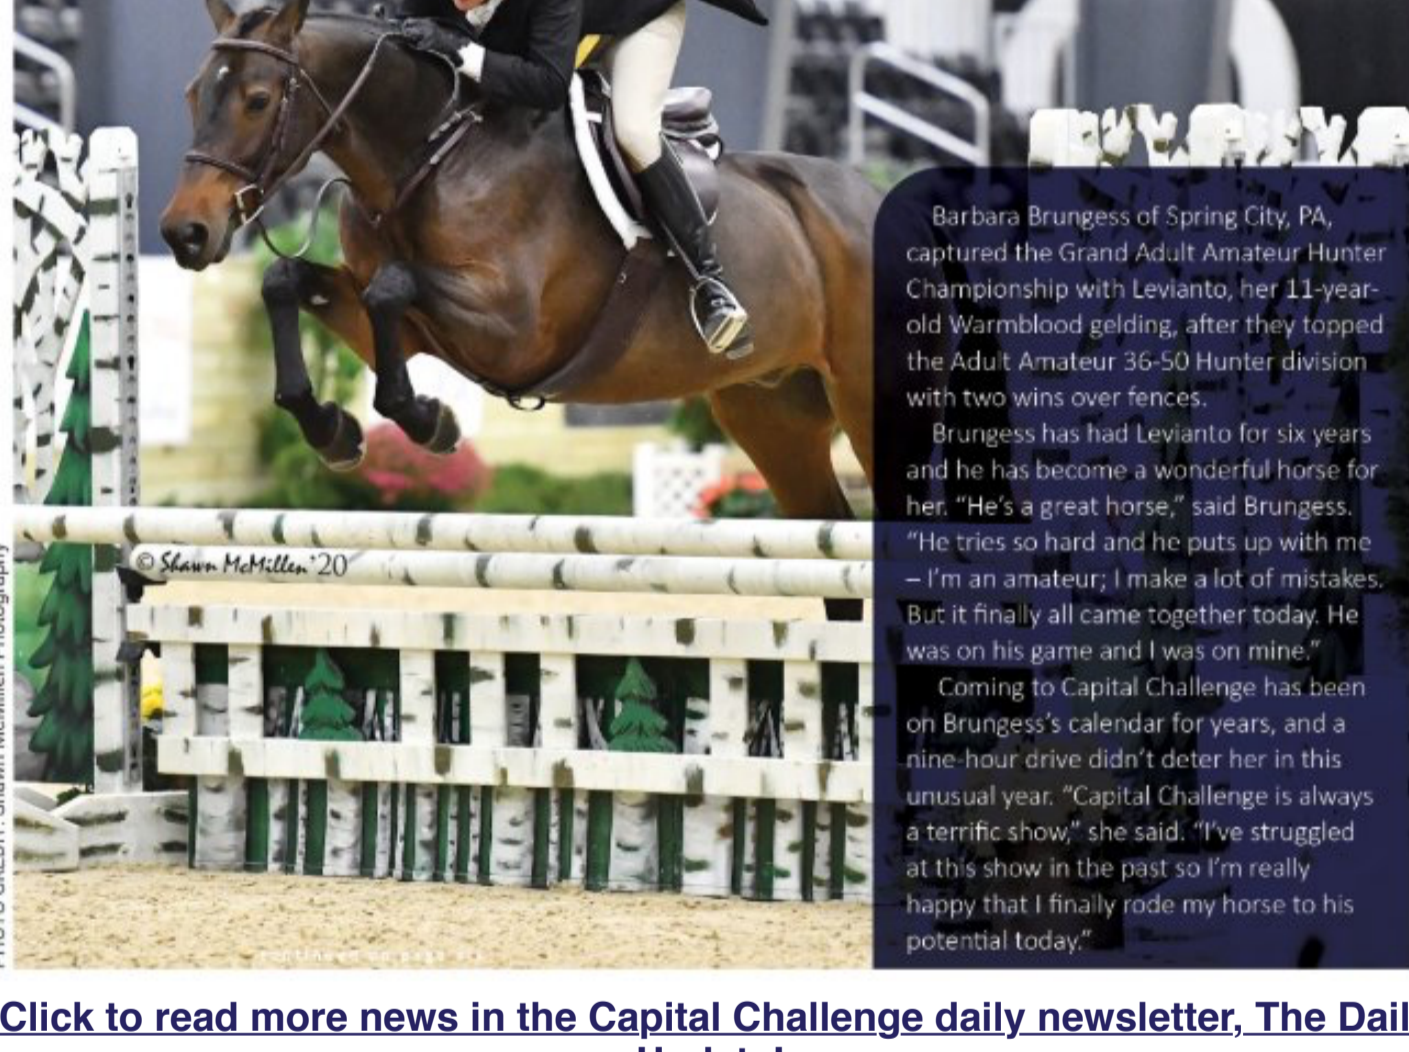 Barbara Brungess of Spring City, PA,
captured the Grand Adult Amateur Hunter
Championship with Levianto, her 11-year-
old Warmblood gelding, after they topped
the Adult Amateur 36-50 Hunter division
with two wins over fences.
Brungess has had Levianto for six years
and he has become a wonderful horse for
her. “He’s a great horse,” said Brungess.
“He tries so hard and he puts up with me
– I’m an amateur; I make a lot of mistakes.
But it finally all came together today. He
was on his game and I was on mine.”
Coming to Capital Challenge has been
on Brungess’s calendar for years, and a
nine-hour drive didn’t deter her in this
unusual year. “Capital Challenge is always
a terrific show,” she said. “I’ve struggled
at this show in the past so I’m really
happy that I finally rode my horse to his
potential today.”
© Shawn McMillen '20
Click to read more news in the Capital Challenge daily newsletter, The Dail